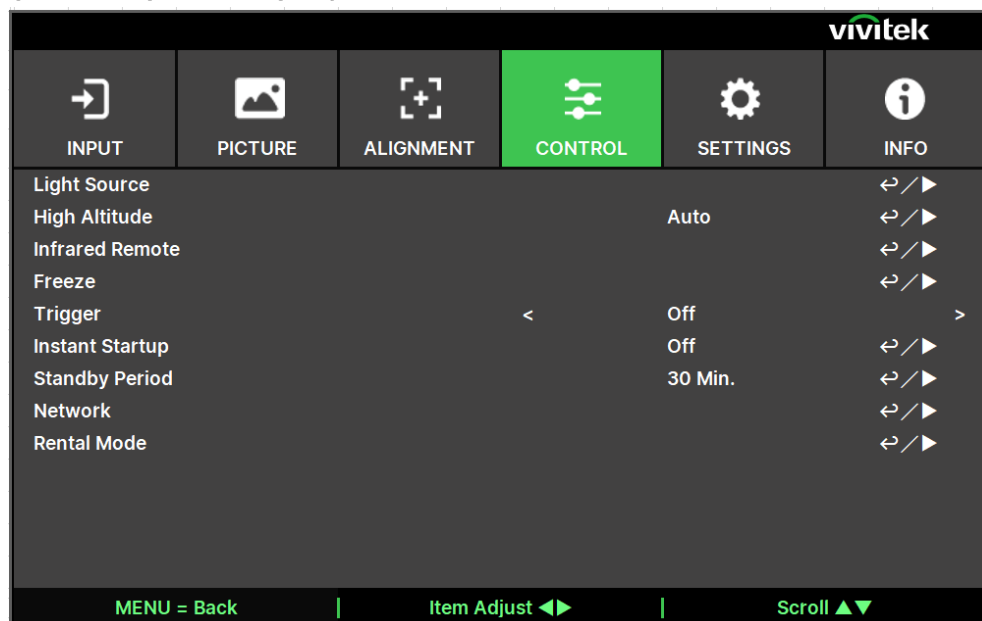 vivitek
INPUT PICTURE ALIGNMENT CONTROL SETTINGS INFO
Light Source ↩/▶
High Altitude Auto ↩/▶
Infrared Remote ↩/▶
Freeze ↩/▶
Trigger < Off >
Instant Startup Off ↩/▶
Standby Period 30 Min. ↩/▶
Network ↩/▶
Rental Mode ↩/▶
MENU = Back | Item Adjust ◀▶ | Scroll ▲▼